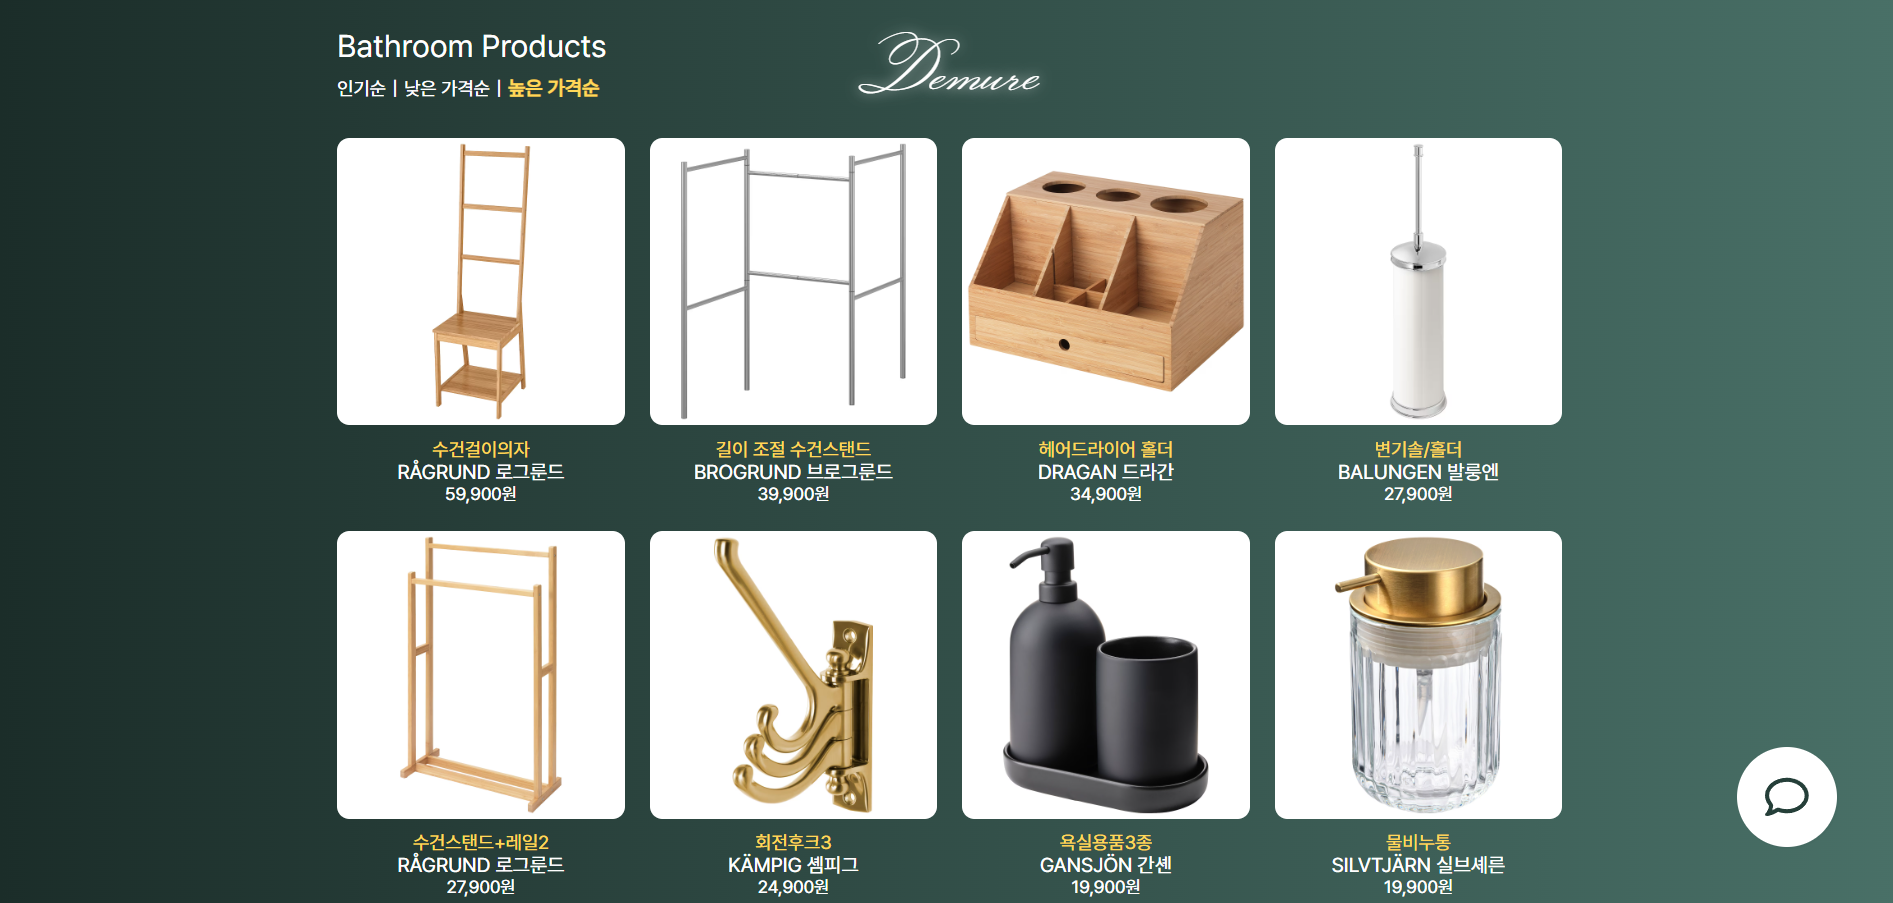 Bathroom Products
Demure
인기순 | 낮은 가격순 | 높은 가격순
수건걸이의자
RÅGRUND 로그룬드
59,900원
길이 조절 수건스탠드
BROGRUND 브로그룬드
39,900원
헤어드라이어 홀더
DRAGAN 드라간
34,900원
변기솔/홀더
BALUNGEN 발룽엔
27,900원
수건스탠드+레일2
RÅGRUND 로그룬드
27,900원
회전후크3
KÄMPIG 셈피그
24,900원
욕실용품3종
GANSJÖN 간셴
19,900원
물비누통
SILVTJÄRN 실브셰른
19,900원